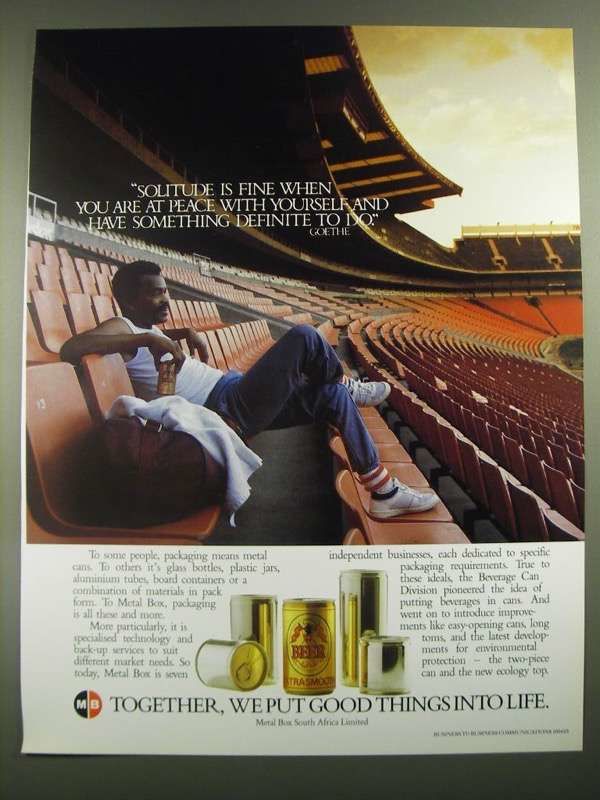 “SOLITUDE IS FINE WHEN
YOU ARE AT PEACE WITH YOURSELF AND
HAVE SOMETHING DEFINITE TO DO.”
GOETHE
To some people, packaging means metal
cans. To others it's glass bottles, plastic jars,
aluminium tubes, board containers or a
combination of materials in pack
form. To Metal Box, packaging
is all these and more.
More particularly, it is
specialised technology and
back-up services to suit
different market needs. So
today, Metal Box is seven
independent businesses, each dedicated to specific
packaging requirements. True to
these ideals, the Beverage Can
Division pioneered the idea of
putting beverages in cans. And
went on to introduce improve-
ments like easy-opening cans, long
toms, and the latest develop-
ments for environmental
protection – the two-piece
can and the new ecology top.
BEER
EXTRA SMOOTH
MB TOGETHER, WE PUT GOOD THINGS INTO LIFE.
Metal Box South Africa Limited
BUSINESS TO BUSINESS COMMUNICATIONS